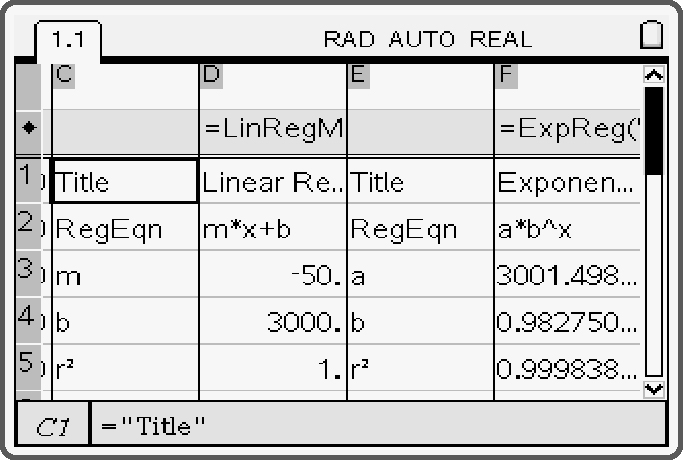 1.1 RAD AUTO REAL
C D E F
♦ =LinRegM =ExpReg('
1 Title Linear Re.. Title Exponen...
2 RegEqn m*x+b RegEqn a*b^x
3 m -50. a 3001.498...
4 b 3000. b 0.982750...
5 r² 1. r² 0.999838...
C1 ="Title"